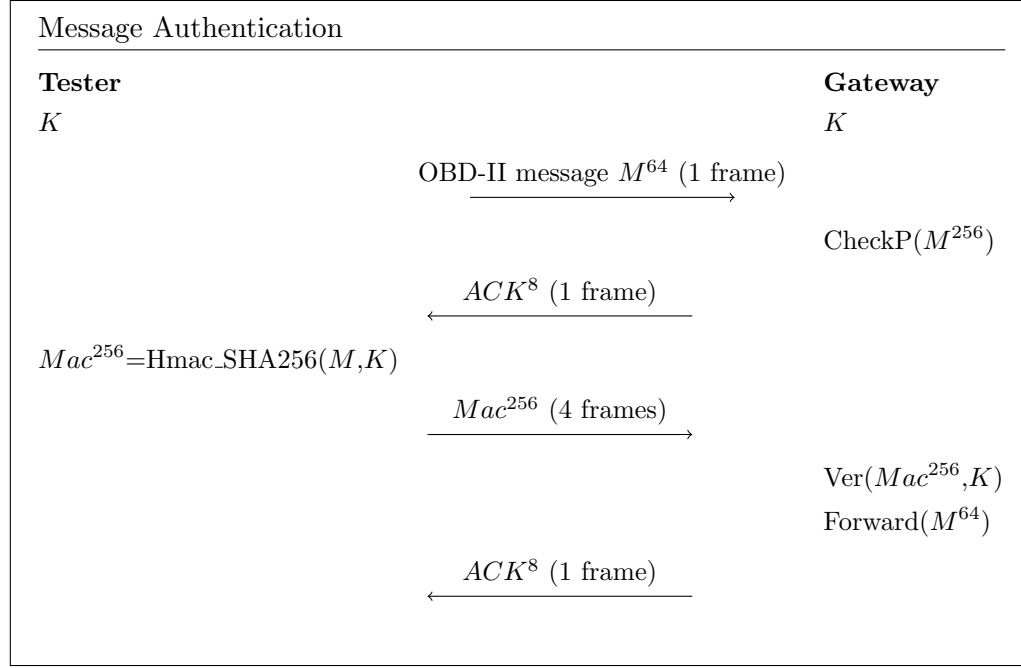 Message Authentication
Tester Gateway
K K
OBD-II message M^64 (1 frame)
CheckP(M^256)
ACK^8 (1 frame)
Mac^256=Hmac_SHA256(M,K)
Mac^256 (4 frames)
Ver(Mac^256,K)
Forward(M^64)
ACK^8 (1 frame)